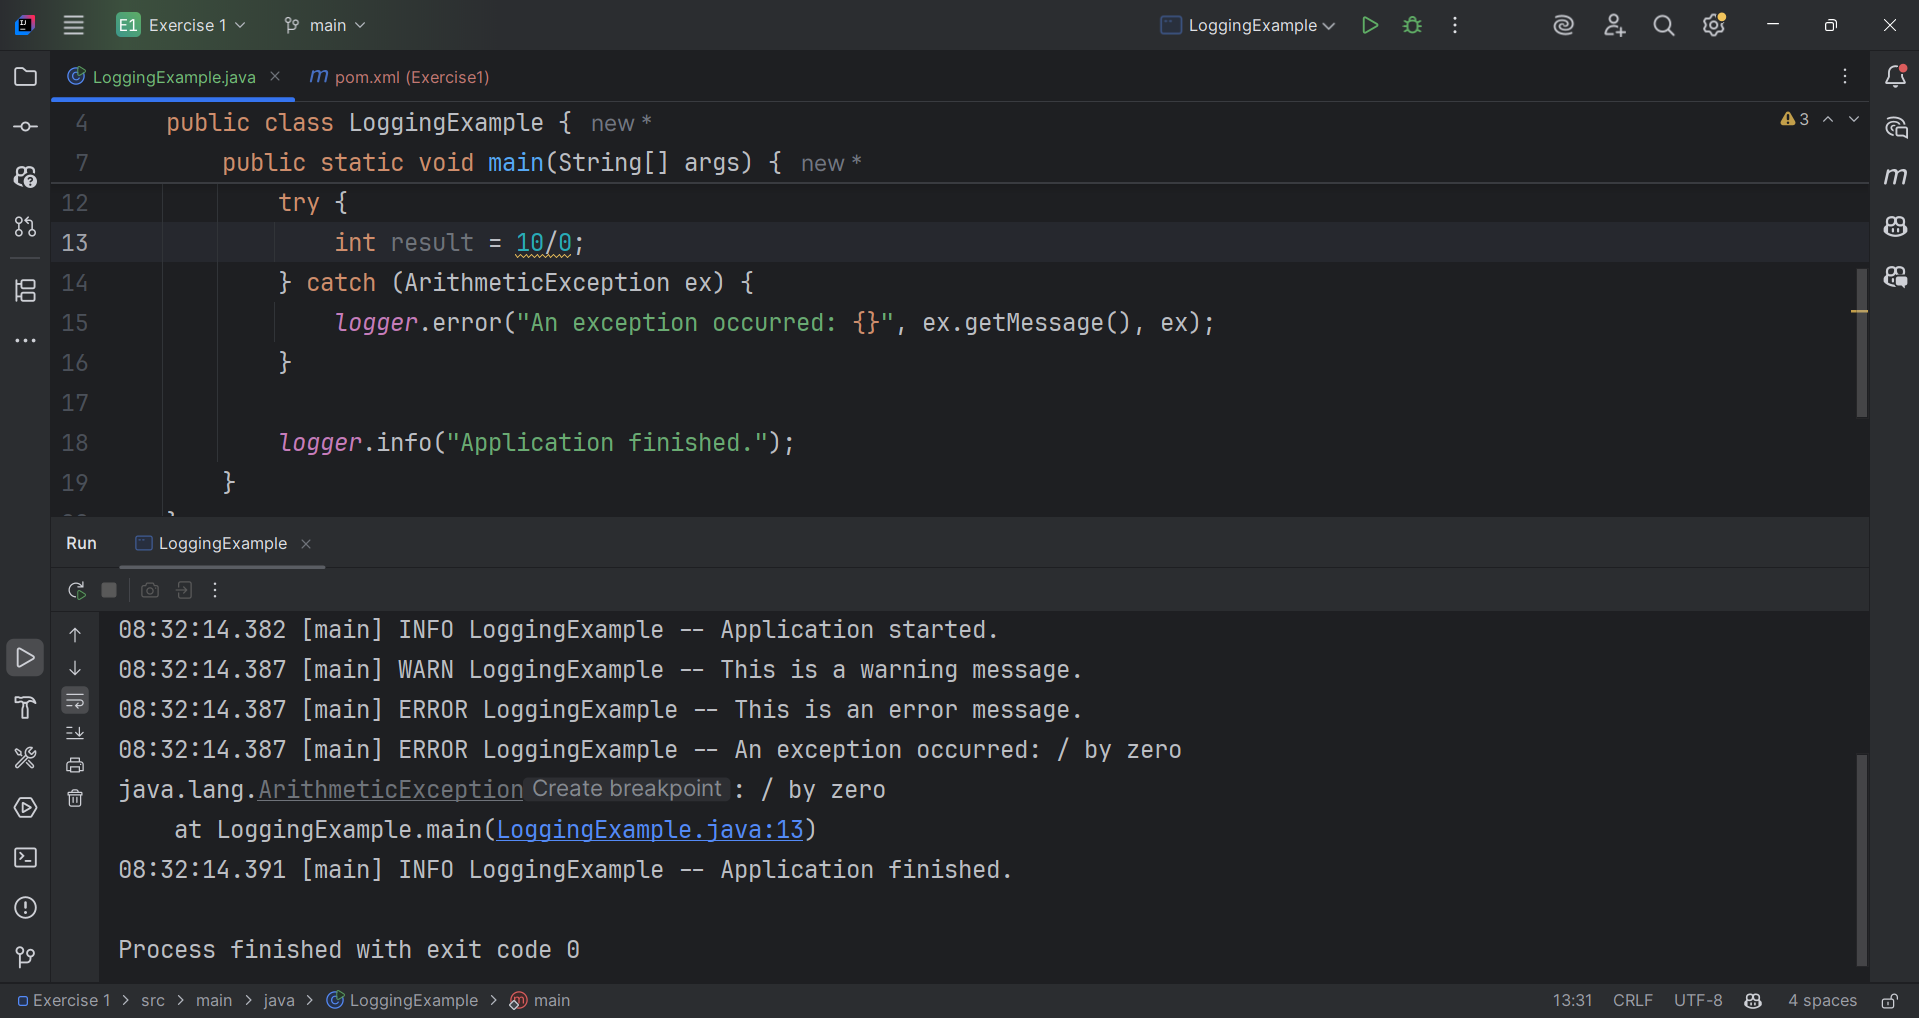 E1 Exercise 1 main LoggingExample
LoggingExample.java m pom.xml (Exercise1)
4 public class LoggingExample { new *
3
7 public static void main(String[] args) { new *
12 try {
13 int result = 10/0;
14 } catch (ArithmeticException ex) {
15 logger.error("An exception occurred: {}", ex.getMessage(), ex);
16 }
17
18 logger.info("Application finished.");
19 }
Run LoggingExample
08:32:14.382 [main] INFO LoggingExample -- Application started.
08:32:14.387 [main] WARN LoggingExample -- This is a warning message.
08:32:14.387 [main] ERROR LoggingExample -- This is an error message.
08:32:14.387 [main] ERROR LoggingExample -- An exception occurred: / by zero
java.lang.ArithmeticException Create breakpoint : / by zero
at LoggingExample.main(LoggingExample.java:13)
08:32:14.391 [main] INFO LoggingExample -- Application finished.
Process finished with exit code 0
Exercise 1 > src > main > java > LoggingExample > main 13:31 CRLF UTF-8 4 spaces